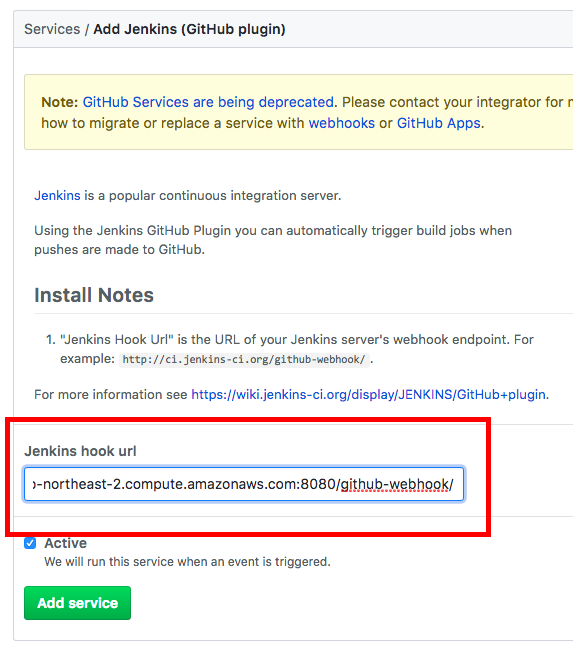 Services / Add Jenkins (GitHub plugin)
Note: GitHub Services are being deprecated. Please contact your integrator for
how to migrate or replace a service with webhooks or GitHub Apps.
Jenkins is a popular continuous integration server.
Using the Jenkins GitHub Plugin you can automatically trigger build jobs when
pushes are made to GitHub.
Install Notes
1. "Jenkins Hook Url" is the URL of your Jenkins server's webhook endpoint. For
example: http://ci.jenkins-ci.org/github-webhook/ .
For more information see https://wiki.jenkins-ci.org/display/JENKINS/GitHub+plugin.
Jenkins hook url
-northeast-2.compute.amazonaws.com:8080/github-webhook/
Active
We will run this service when an event is triggered.
Add service